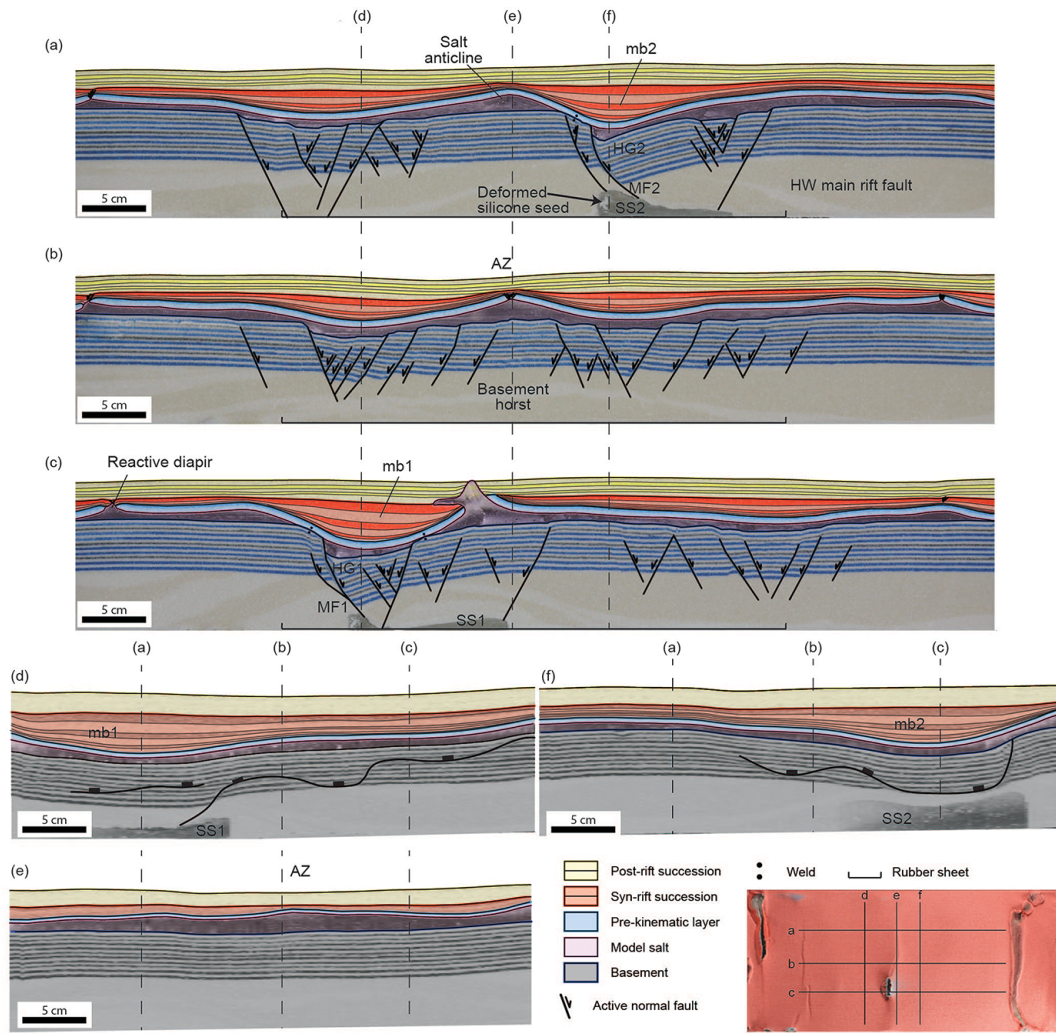 (d) (e) (f)
(a)
Salt
anticline
mb2
HG2
MF2
HW main rift fault
Deformed
silicone seed
SS2
5 cm
(b)
AZ
Basement
horst
5 cm
(c)
Reactive diapir
mb1
HG1
MF1
SS1
5 cm
(a) (b) (c) (a) (b) (c)
(d)
mb1
SS1
5 cm
(f)
mb2
SS2
5 cm
(e)
AZ
5 cm
Post-rift succession
Syn-rift succession
Pre-kinematic layer
Model salt
Basement
Active normal fault
Weld
Rubber sheet
d e f
a
b
c